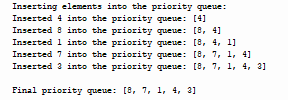 Inserting elements into the priority queue:
Inserted 4 into the priority queue: [4]
Inserted 8 into the priority queue: [8, 4]
Inserted 1 into the priority queue: [8, 4, 1]
Inserted 7 into the priority queue: [8, 7, 1, 4]
Inserted 3 into the priority queue: [8, 7, 1, 4, 3]
Final priority queue: [8, 7, 1, 4, 3]